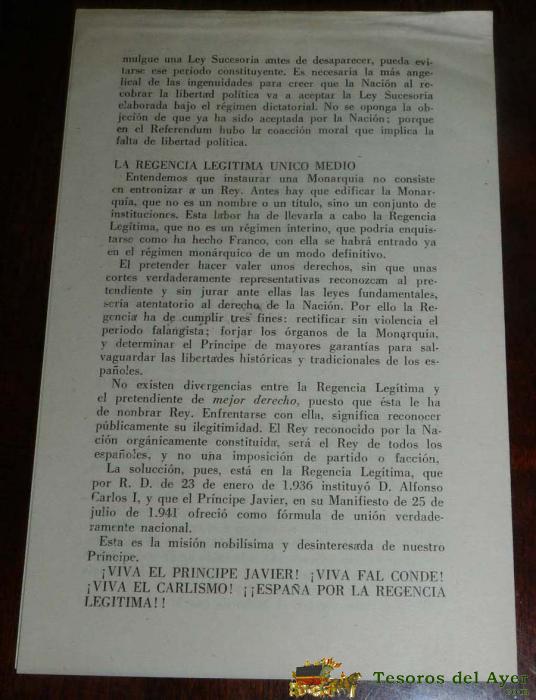 mulgue una Ley Sucesoria antes de desaparecer, pueda evi-
tarse ese período constituyente. Es necesaria la más ange-
lical de las ingenuidades para creer que la Nación al re-
cobrar la libertad política va a aceptar la Ley Sucesoria
elaborada bajo el régimen dictatorial. No se oponga la ob-
jeción de que ya ha sido aceptada por la Nación; porque
en el Referendum hubo la coacción moral que implica la
falta de libertad política.
LA REGENCIA LEGITIMA UNICO MEDIO
Entendemos que instaurar una Monarquía no consiste
en entronizar a un Rey. Antes hay que edificar la Monar-
quía, que no es un nombre o un título, sino un conjunto de
instituciones. Esta labor ha de llevarla a cabo la Regencia
Legítima, que no es un régimen interino, que podría enquis-
tarse como ha hecho Franco, con ella se habrá entrado ya
en el régimen monárquico de un modo definitivo.
El pretender hacer valer unos derechos, sin que unas
cortes verdaderamente representativas reconozcan al pre-
tendiente y sin jurar ante ellas las leyes fundamentales,
sería atentatorio al derecho de la Nación. Por ello la Re-
gencia ha de cumplir tres fines: rectificar sin violencia el
período falangista; forjar los órganos de la Monarquía,
y determinar el Príncipe de mayores garantías para sal-
vaguardar las libertades históricas y tradicionales de los es-
pañoles.
No existen divergencias entre la Regencia Legítima y
el pretendiente de mejor derecho, puesto que ésta le ha
de nonbrar Rey. Enfrentarse con ella, significa reconocer
públicamente su ilegitimidad. El Rey reconocido por la Na-
ción orgánicamente constituida, será el Rey de todos los
españoles, y no una imposición de partido o facción.
La solucción, pues, está en la Regencia Legítima, que
por R. D. de 23 de enero de 1.936 instituyó D. Alfonso
Carlos I, y que el Príncipe Javier, en su Manifiesto de 25 de
julio de 1.941 ofreció como fórmula de unión verdade-
ramente nacional.
Esta es la misión nobilísima y desinteresada de nuestro
Príncipe.
¡VIVA EL PRINCIPE JAVIER! ¡VIVA FAL CONDE!
¡VIVA EL CARLISMO! ¡¡ESPAÑA POR LA REGENCIA
LEGITIMA!!
Tesoros del Ayer
.com